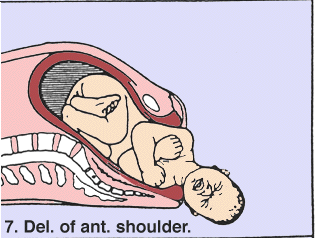 7. Del. of ant. shoulder.